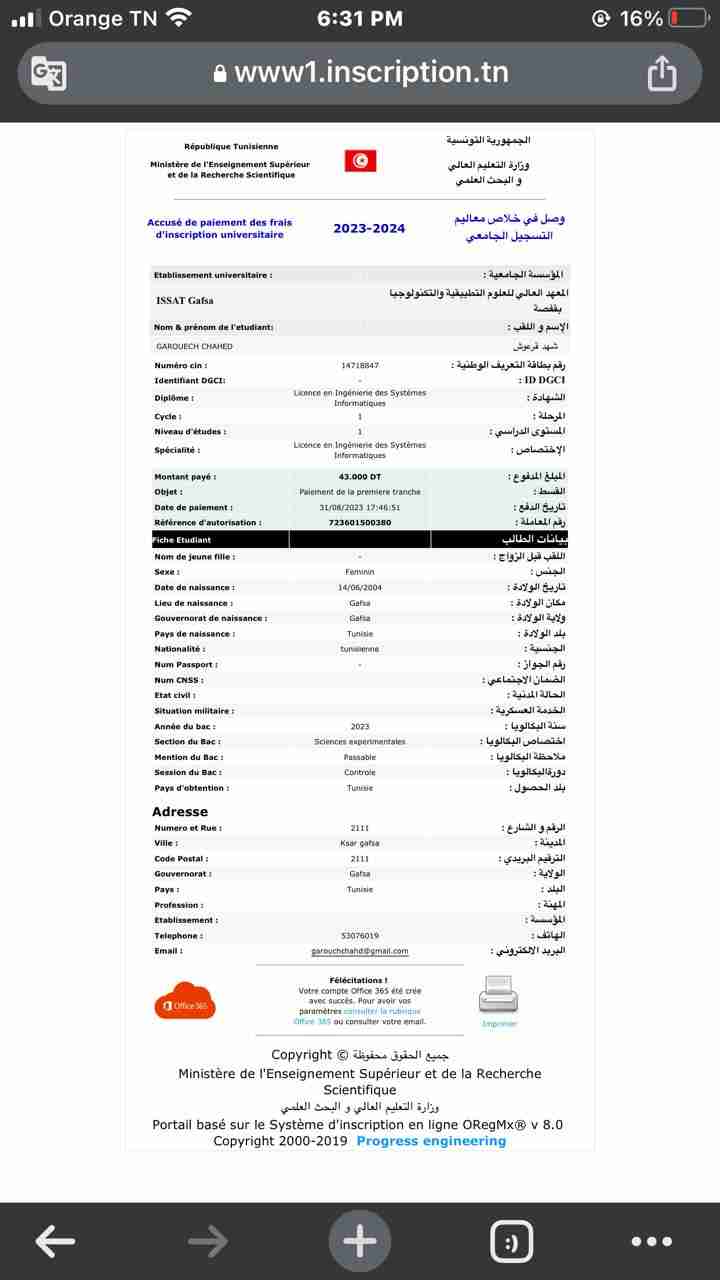 Orange TN
6:31 PM
16%
www1.inscription.tn
République Tunisienne
Ministère de l'Enseignement Supérieur
et de la Recherche Scientifique
الجمهورية التونسية
وزارة التعليم العالي
و البحث العلمي
Accusé de paiement des frais
d'inscription universitaire
2023-2024
وصل في خلاص معاليم
التسجيل الجامعي
Etablissement universitaire : المؤسسة الجامعية :
ISSAT Gafsa المعهد العالي للعلوم التطبيقية والتكنولوجيا
بقفصة
Nom & prénom de l'etudiant: الإسم و اللقب :
GAROUECH CHAHED شهد قرعوش
Numéro cin : 14718847 رقم بطاقة التعريف الوطنية :
Identifiant DGCI: - ID DGCI :
Diplôme : Licence en Ingénierie des Systèmes الشهادة :
Informatiques
Cycle : 1 المرحلة :
Niveau d'études : 1 المستوى الدراسي :
Spécialité : Licence en Ingénierie des Systèmes الإختصاص :
Informatiques
Montant payé : 43.000 DT المبلغ المدفوع :
Objet : Paiement de la premiere tranche القسط :
Date de paiement : 31/08/2023 17:46:51 تاريخ الدفع :
Référence d'autorisation : 723601500380 رقم المعاملة :
Fiche Etudiant بيانات الطالب
Nom de jeune fille : - اللقب قبل الزواج :
Sexe : Feminin الجنس :
Date de naissance : 14/06/2004 تاريخ الولادة :
Lieu de naissance : Gafsa مكان الولادة :
Gouvernorat de naissance : Gafsa ولاية الولادة :
Pays de naissance : Tunisie بلد الولادة :
Nationalité : tunisienne الجنسية :
Num Passport : - رقم الجواز :
Num CNSS : الضمان الاجتماعي :
Etat civil : الحالة المدنية :
Situation militaire : الخدمة العسكرية :
Année du bac : 2023 سنة البكالويا :
Section du Bac : Sciences experimentales اختصاص البكالويا :
Mention du Bac : Passable ملاحظة البكالويا :
Session du Bac : Controle دورةالبكالويا :
Pays d'obtention : Tunisie بلد الحصول :
Adresse
Numero et Rue : 2111 الرقم و الشارع :
Ville : Ksar gafsa المدينة :
Code Postal : 2111 الترقيم البريدي :
Gouvernorat : Gafsa الولاية :
Pays : Tunisie البلد :
Profession : المهنة :
Etablissement : المؤسسة :
Telephone : 53076019 الهاتف :
Email : garouchchahd@gmail.com البريد الالكتروني :
Office 365
Félécitations !
Votre compte Office 365 été crée
avec succès. Pour avoir vos
paramètres consulter la rubrique
Office 365 ou consulter votre email.
Imprimer
Copyright © جميع الحقوق محفوظة
Ministère de l'Enseignement Supérieur et de la Recherche
Scientifique
وزارة التعليم العالي و البحث العلمي
Portail basé sur le Système d'inscription en ligne ORegMx® v 8.0
Copyright 2000-2019 Progress engineering
:)